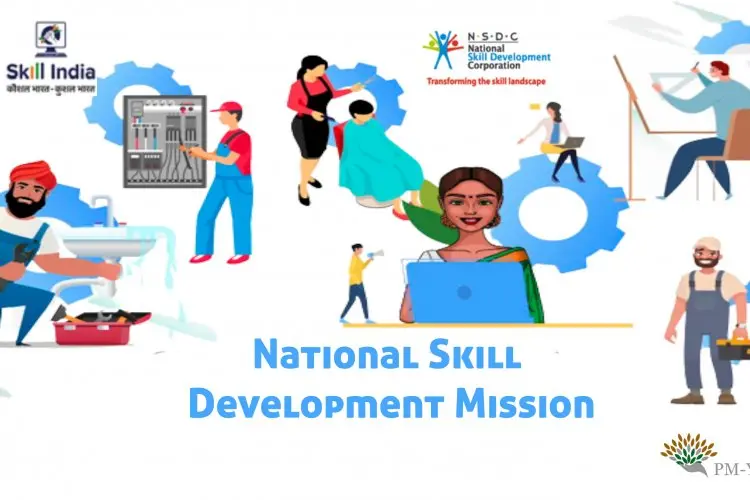 Skill India
कौशल भारत-कुशल भारत
N·S·D·C
National
Skill Development
Corporation
Transforming the skill landscape
National Skill
Development Mission
PM-Y